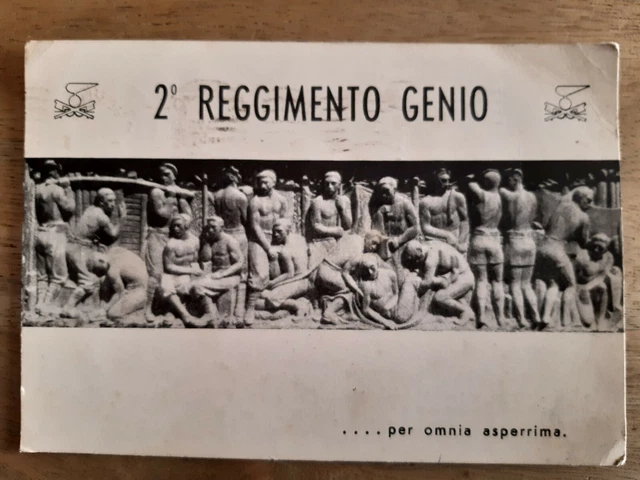 2° REGGIMENTO GENIO
....per omnia asperrima.